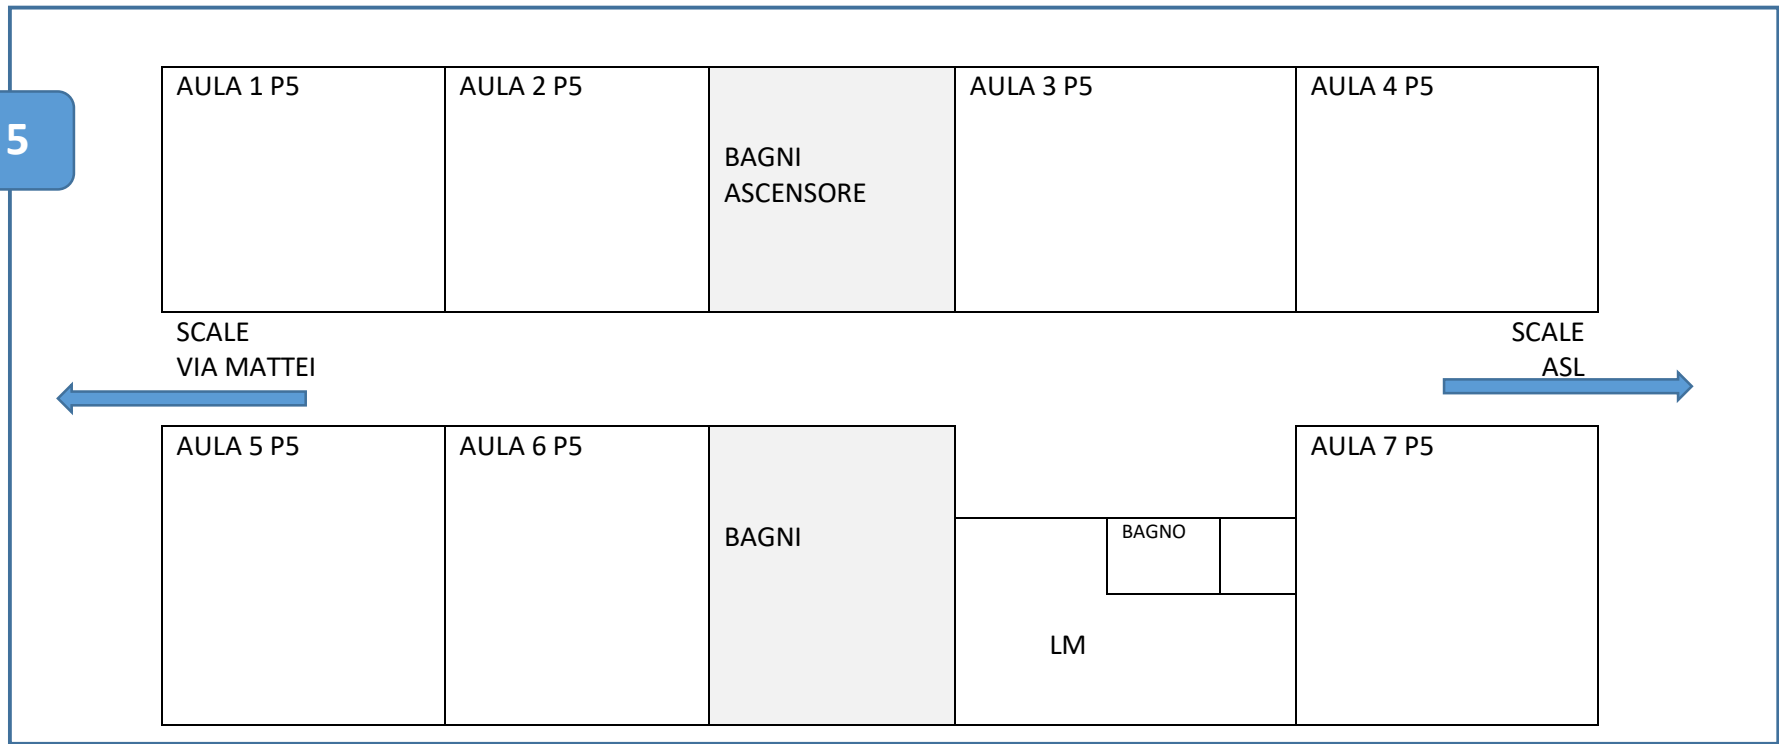 AULA 1 P5
AULA 2 P5
AULA 3 P5
AULA 4 P5
5
BAGNI
ASCENSORE
SCALE
VIA MATTEI
SCALE
ASL
AULA 5 P5
AULA 6 P5
AULA 7 P5
BAGNI
BAGNO
LM